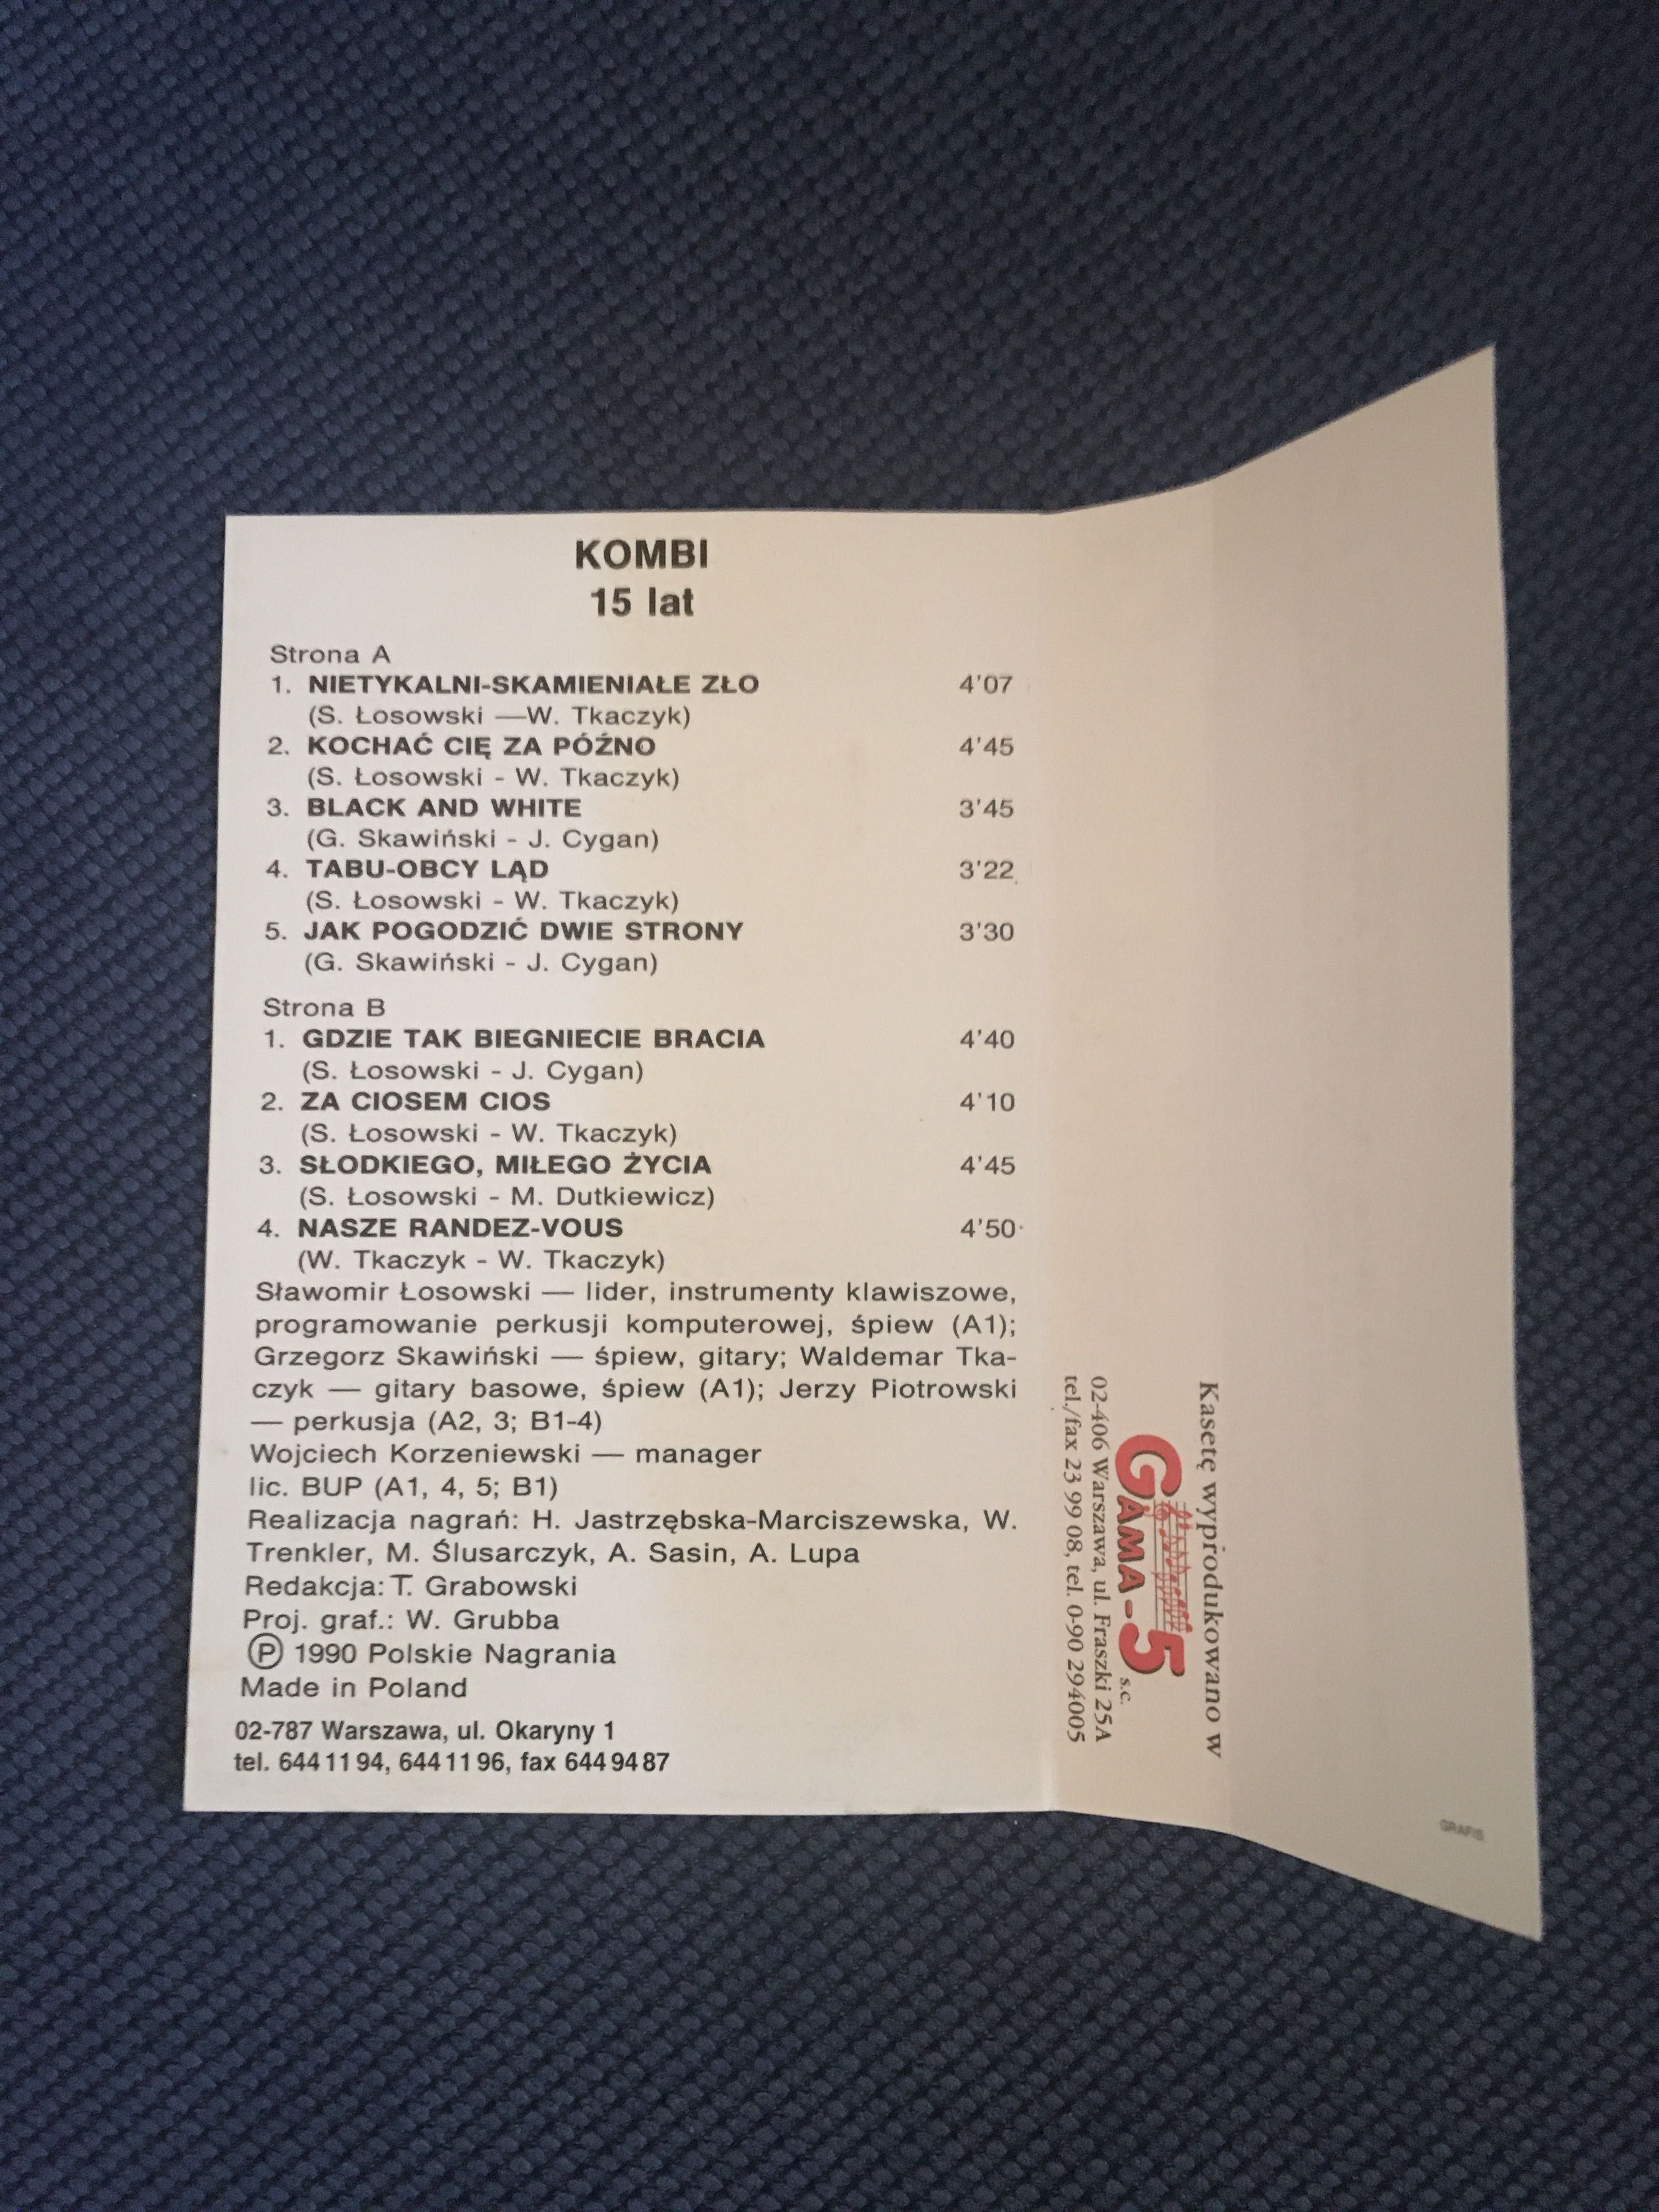 KOMBI
15 lat
Strona A
1. NIETYKALNI-SKAMIENIAŁE ZŁO 4'07
(S. Łosowski —W. Tkaczyk)
2. KOCHAĆ CIĘ ZA PÓŹNO 4'45
(S. Łosowski - W. Tkaczyk)
3. BLACK AND WHITE 3'45
(G. Skawiński - J. Cygan)
4. TABU-OBCY LĄD 3'22
(S. Łosowski - W. Tkaczyk)
5. JAK POGODZIĆ DWIE STRONY 3'30
(G. Skawiński - J. Cygan)
Strona B
1. GDZIE TAK BIEGNIECIE BRACIA 4'40
(S. Łosowski - J. Cygan)
2. ZA CIOSEM CIOS 4'10
(S. Łosowski - W. Tkaczyk)
3. SŁODKIEGO, MIŁEGO ŻYCIA 4'45
(S. Łosowski - M. Dutkiewicz)
4. NASZE RANDEZ-VOUS 4'50
(W. Tkaczyk - W. Tkaczyk)
Sławomir Łosowski — lider, instrumenty klawiszowe,
programowanie perkusji komputerowej, śpiew (A1);
Grzegorz Skawiński — śpiew, gitary; Waldemar Tka-
czyk — gitary basowe, śpiew (A1); Jerzy Piotrowski
— perkusja (A2, 3; B1-4)
Wojciech Korzeniewski — manager
lic. BUP (A1, 4, 5; B1)
Realizacja nagrań: H. Jastrzębska-Marciszewska, W.
Trenkler, M. Ślusarczyk, A. Sasin, A. Lupa
Redakcja: T. Grabowski
Proj. graf.: W. Grubba
Ⓟ 1990 Polskie Nagrania
Made in Poland
02-787 Warszawa, ul. Okaryny 1
tel. 644 11 94, 644 11 96, fax 644 94 87
Kasetę wyprodukowano w
GAMA-5 s.c.
02-406 Warszawa, ul. Fraszki 25A
tel./fax 23 99 08, tel. 0-90 294005
GRAFIS